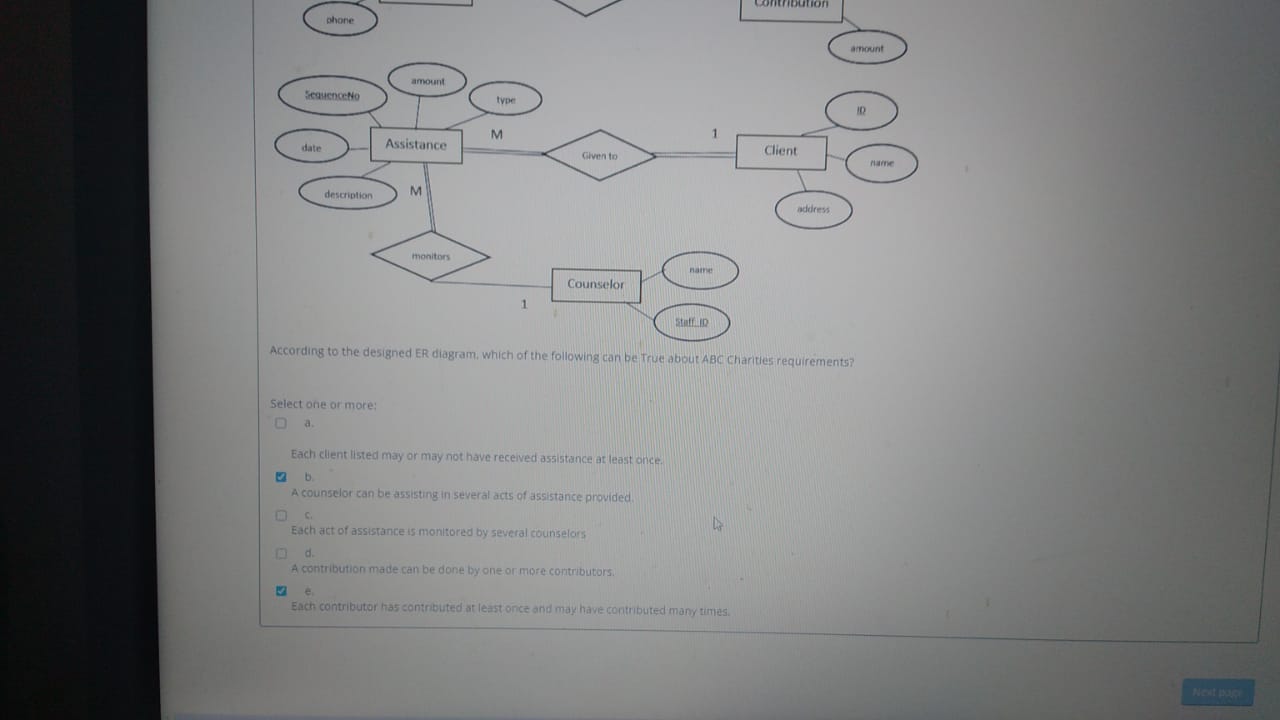 Contribution
phone
amount
amount
SequenceNo
type
ID
M
1
date
Assistance
Given to
Client
name
description
M
address
monitors
name
Counselor
1
Staff_ID
According to the designed ER diagram, which of the following can be True about ABC Charities requirements?
Select one or more:
a.
Each client listed may or may not have received assistance at least once.
b.
A counselor can be assisting in several acts of assistance provided.
c.
Each act of assistance is monitored by several counselors
d.
A contribution made can be done by one or more contributors.
e.
Each contributor has contributed at least once and may have contributed many times.
Next page